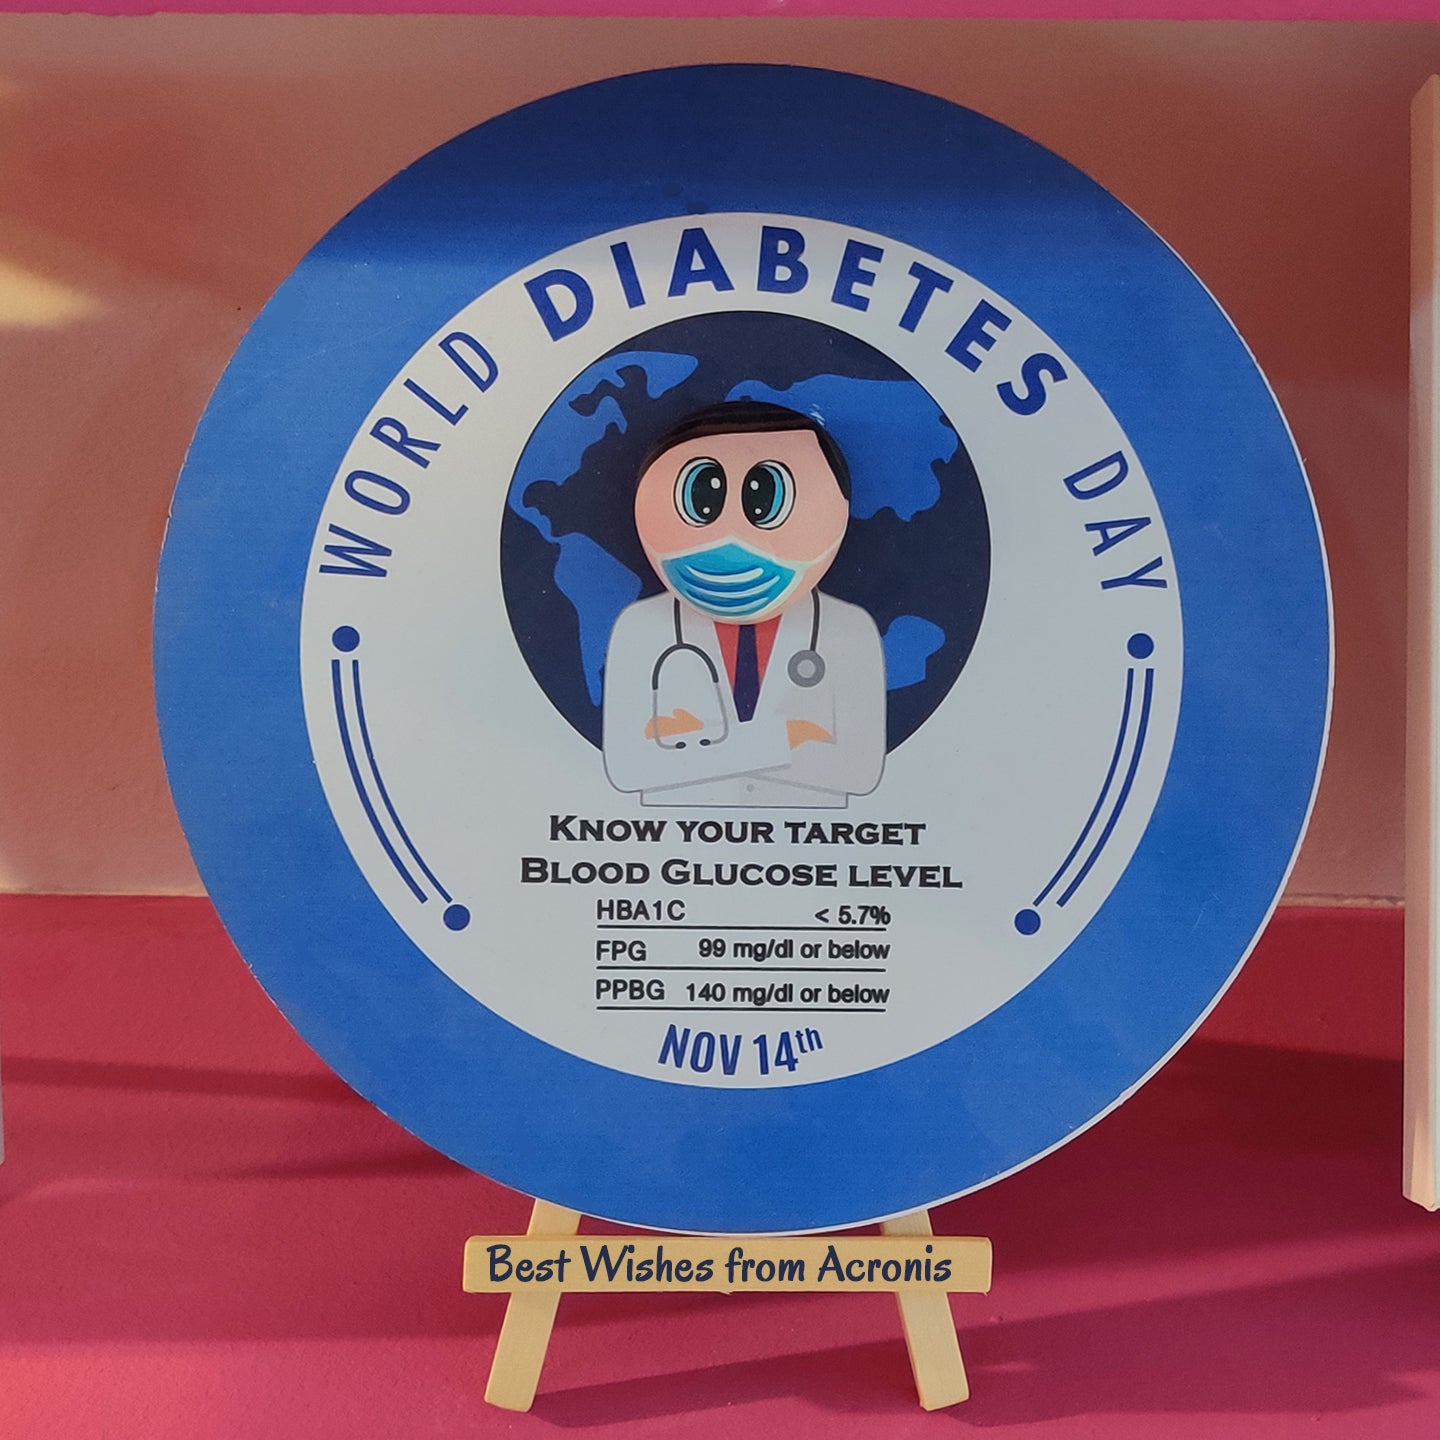 WORLD DIABETES DAY
KNOW YOUR TARGET
BLOOD GLUCOSE LEVEL
HBA1C < 5.7%
FPG 99 mg/dl or below
PPBG 140 mg/dl or below
NOV 14th
Best Wishes from Acronis